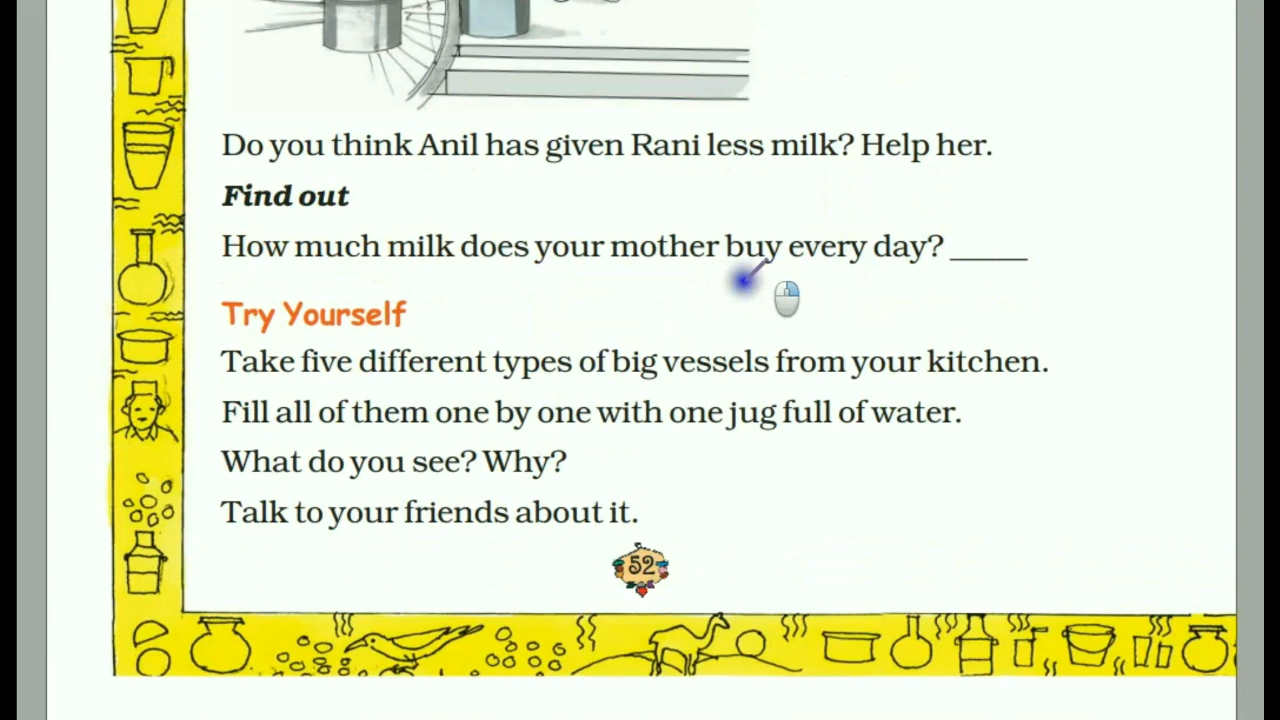 Do you think Anil has given Rani less milk? Help her.
Find out
How much milk does your mother buy every day? _____
Try Yourself
Take five different types of big vessels from your kitchen.
Fill all of them one by one with one jug full of water.
What do you see? Why?
Talk to your friends about it.
52